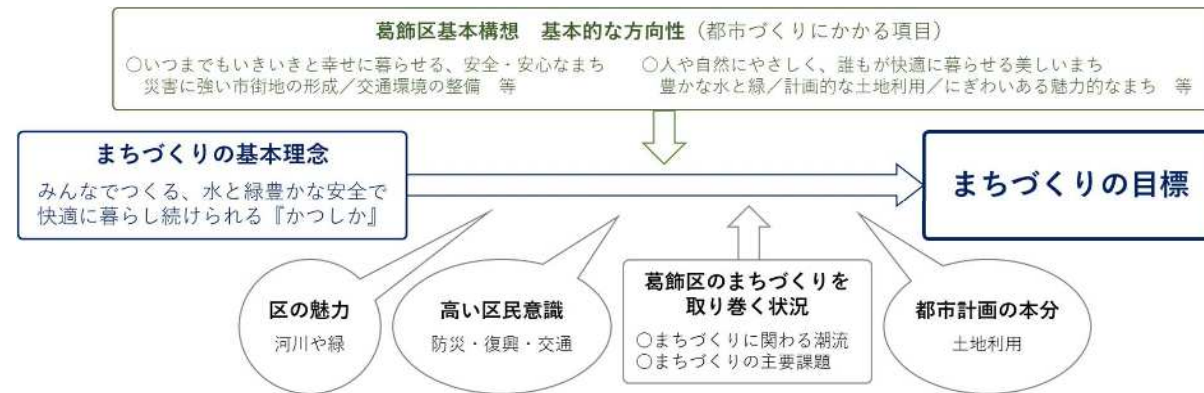 葛飾区基本構想　基本的な方向性（都市づくりにかかる項目）
○いつまでもいきいきと幸せに暮らせる、安全・安心なまち
災害に強い市街地の形成／交通環境の整備　等
○人や自然にやさしく、誰もが快適に暮らせる美しいまち
豊かな水と緑／計画的な土地利用／にぎわいある魅力的なまち　等
まちづくりの基本理念
みんなでつくる、水と緑豊かな安全で
快適に暮らし続けられる『かつしか』
まちづくりの目標
区の魅力
河川や緑
高い区民意識
防災・復興・交通
葛飾区のまちづくりを
取り巻く状況
○まちづくりに関わる潮流
○まちづくりの主要課題
都市計画の本分
土地利用